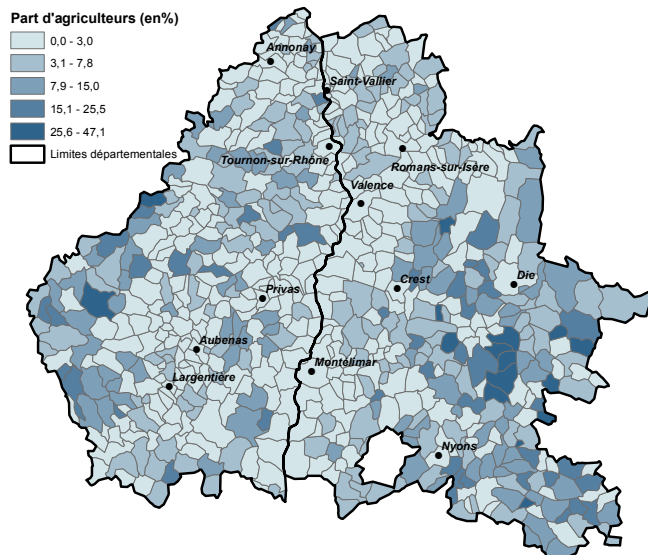 Part d'agriculteurs (en%)
0,0 - 3,0
3,1 - 7,8
7,9 - 15,0
15,1 - 25,5
25,6 - 47,1
Limites départementales
Annonay
Saint-Vallier
Tournon-sur-Rhône
Romans-sur-Isère
Valence
Die
Crest
Privas
Aubenas
Montélimar
Largentière
Nyons